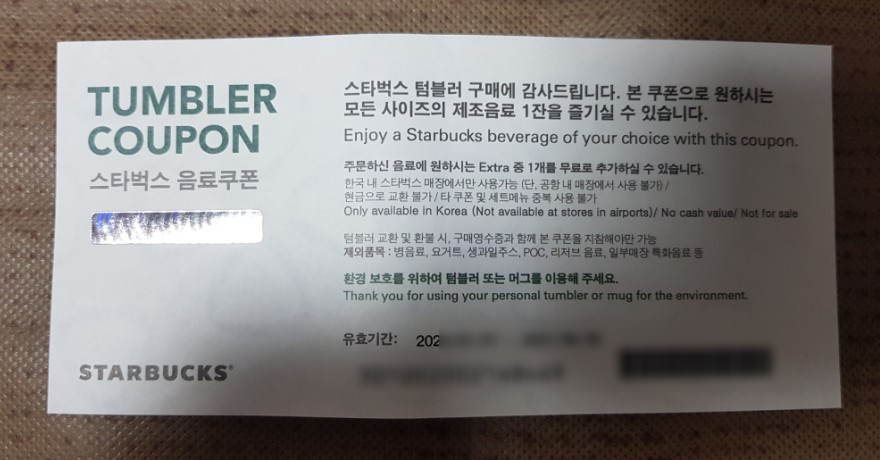 TUMBLER
COUPON
스타벅스 음료쿠폰
STARBUCKS
스타벅스 텀블러 구매에 감사드립니다. 본 쿠폰으로 원하시는
모든 사이즈의 제조음료 1잔을 즐기실 수 있습니다.
Enjoy a Starbucks beverage of your choice with this coupon.
주문하신 음료에 원하시는 Extra 중 1개를 무료로 추가하실 수 있습니다.
한국 내 스타벅스 매장에서만 사용가능 (단, 공항 내 매장에서 사용 불가) /
현금으로 교환 불가 / 타 쿠폰 및 세트메뉴 중복 사용 불가
Only available in Korea (Not available at stores in airports)/ No cash value/ Not for sale
텀블러 교환 및 환불 시, 구매영수증과 함께 본 쿠폰을 지참해야만 가능
제외품목 : 병음료, 요거트, 생과일주스, POC, 리저브 음료, 일부매장 특화음료 등
환경 보호를 위하여 텀블러 또는 머그를 이용해 주세요.
Thank you for using your personal tumbler or mug for the environment.
유효기간: 202